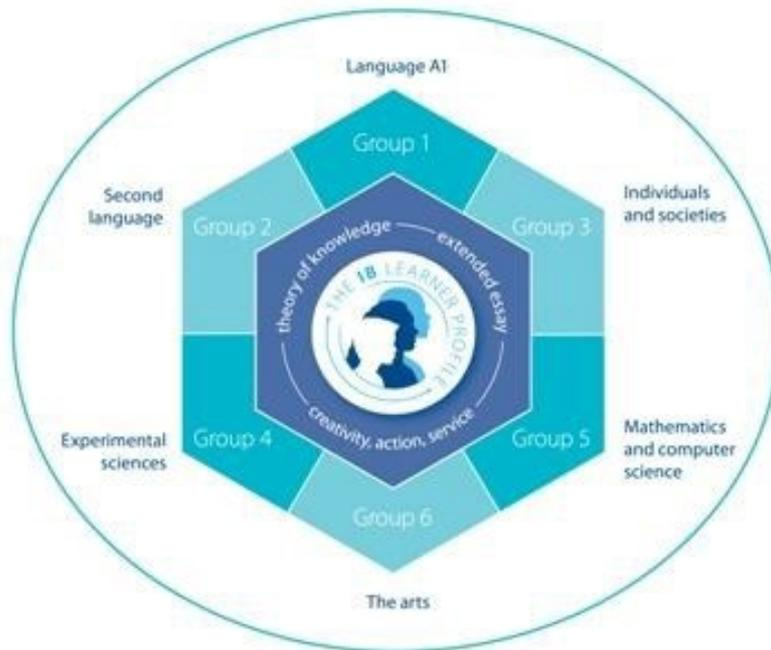 Language A1
Group 1
Second
language
Group 2
Individuals
and societies
Group 3
theory of knowledge
extended essay
THE IB LEARNER PROFILE
creativity, action, service
Experimental
sciences
Group 4
Mathematics
and computer
science
Group 5
Group 6
The arts